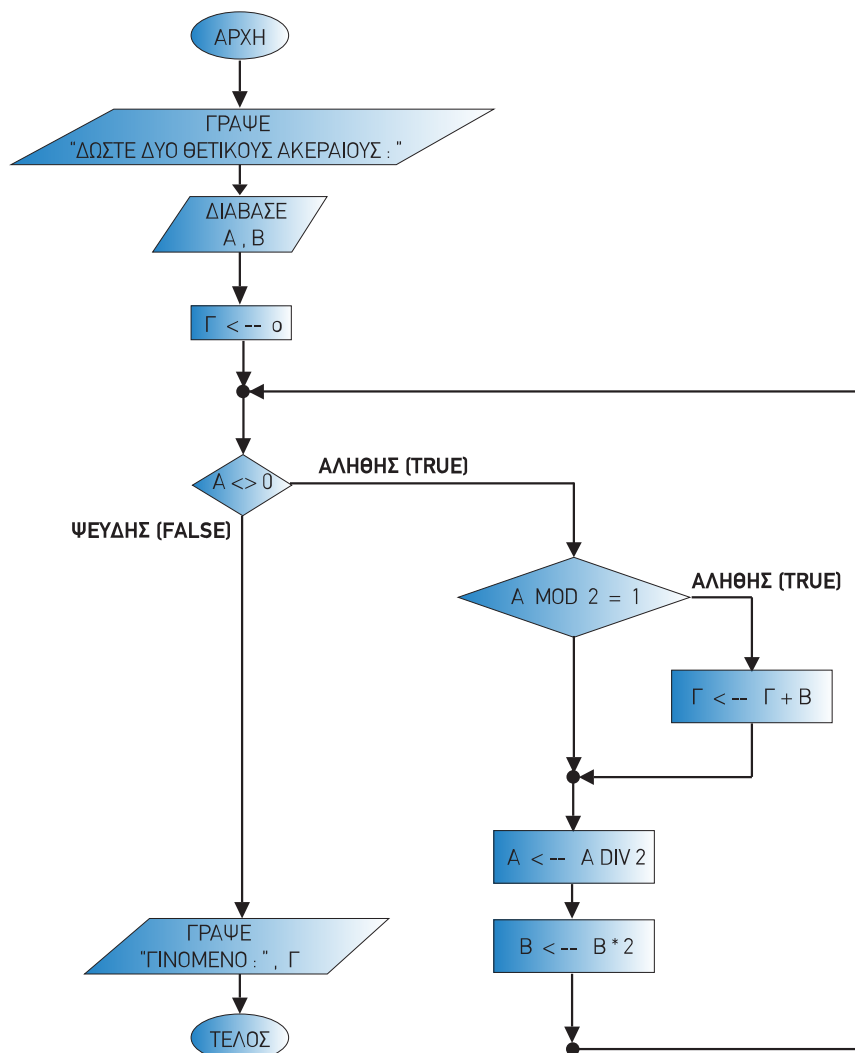 ΑΡΧΗ
ΓΡΑΨΕ
"ΔΩΣΤΕ ΔΥΟ ΘΕΤΙΚΟΥΣ ΑΚΕΡΑΙΟΥΣ : "
ΔΙΑΒΑΣΕ
Α , Β
Γ < -- ο
Α < > 0
ΑΛΗΘΗΣ (TRUE)
ΨΕΥΔΗΣ (FALSE)
Α MOD 2 = 1
ΑΛΗΘΗΣ (TRUE)
Γ < -- Γ + Β
Α < -- Α DIV 2
Β < -- Β * 2
ΓΡΑΨΕ
"ΓΙΝΟΜΕΝΟ : " , Γ
ΤΕΛΟΣ